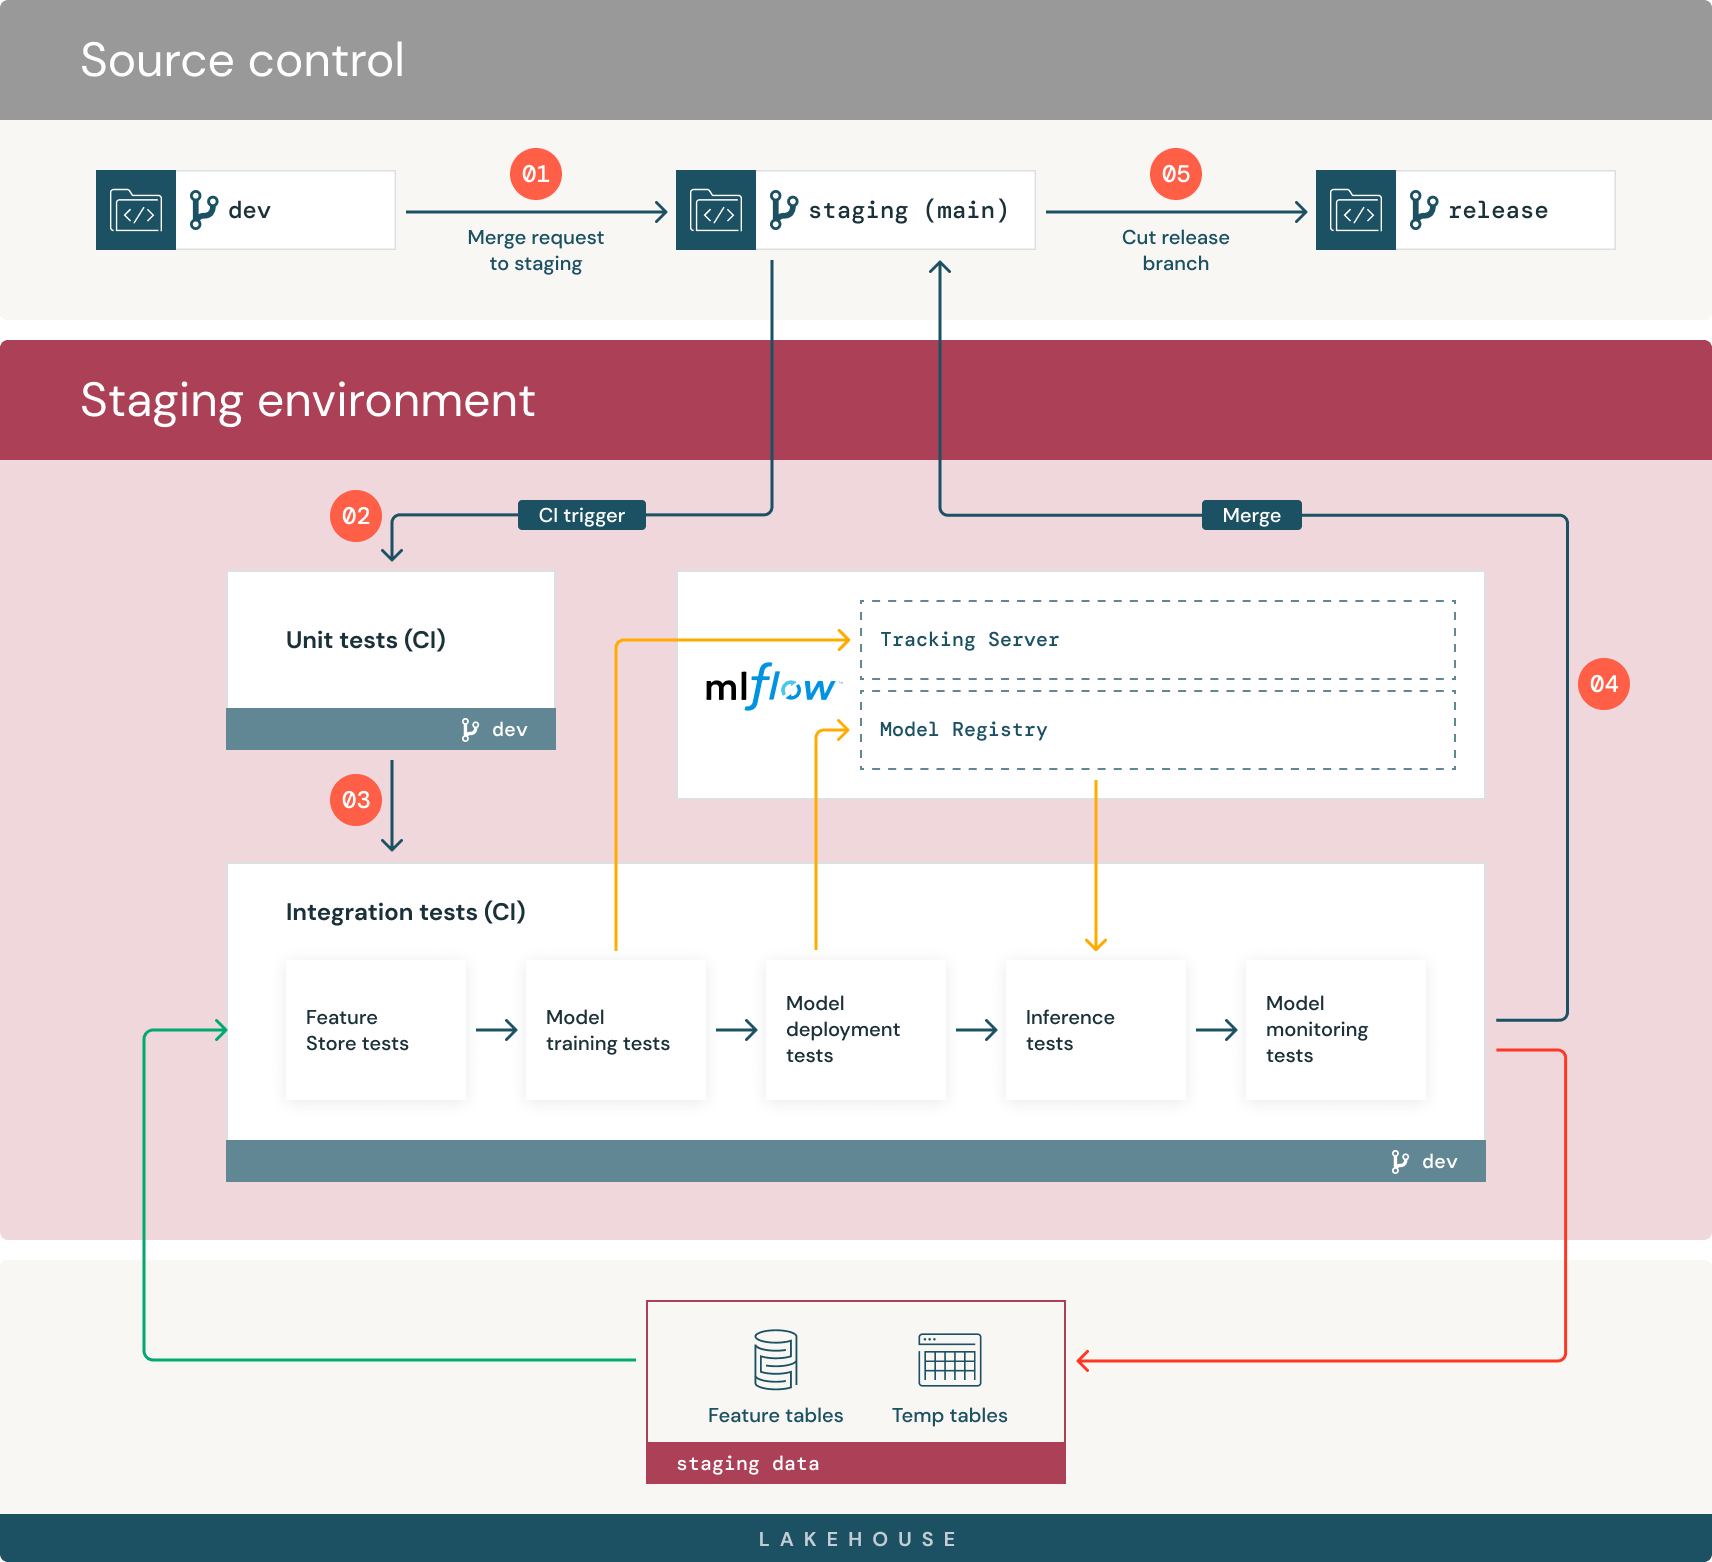 Source control
dev
01
Merge request
to staging
staging (main)
05
Cut release
branch
release
Staging environment
02
CI trigger
Merge
Unit tests (CI)
dev
mlflow
Tracking Server
Model Registry
04
03
Integration tests (CI)
Feature
Store tests
Model
training tests
Model
deployment
tests
Inference
tests
Model
monitoring
tests
dev
Feature tables
Temp tables
staging data
LAKEHOUSE